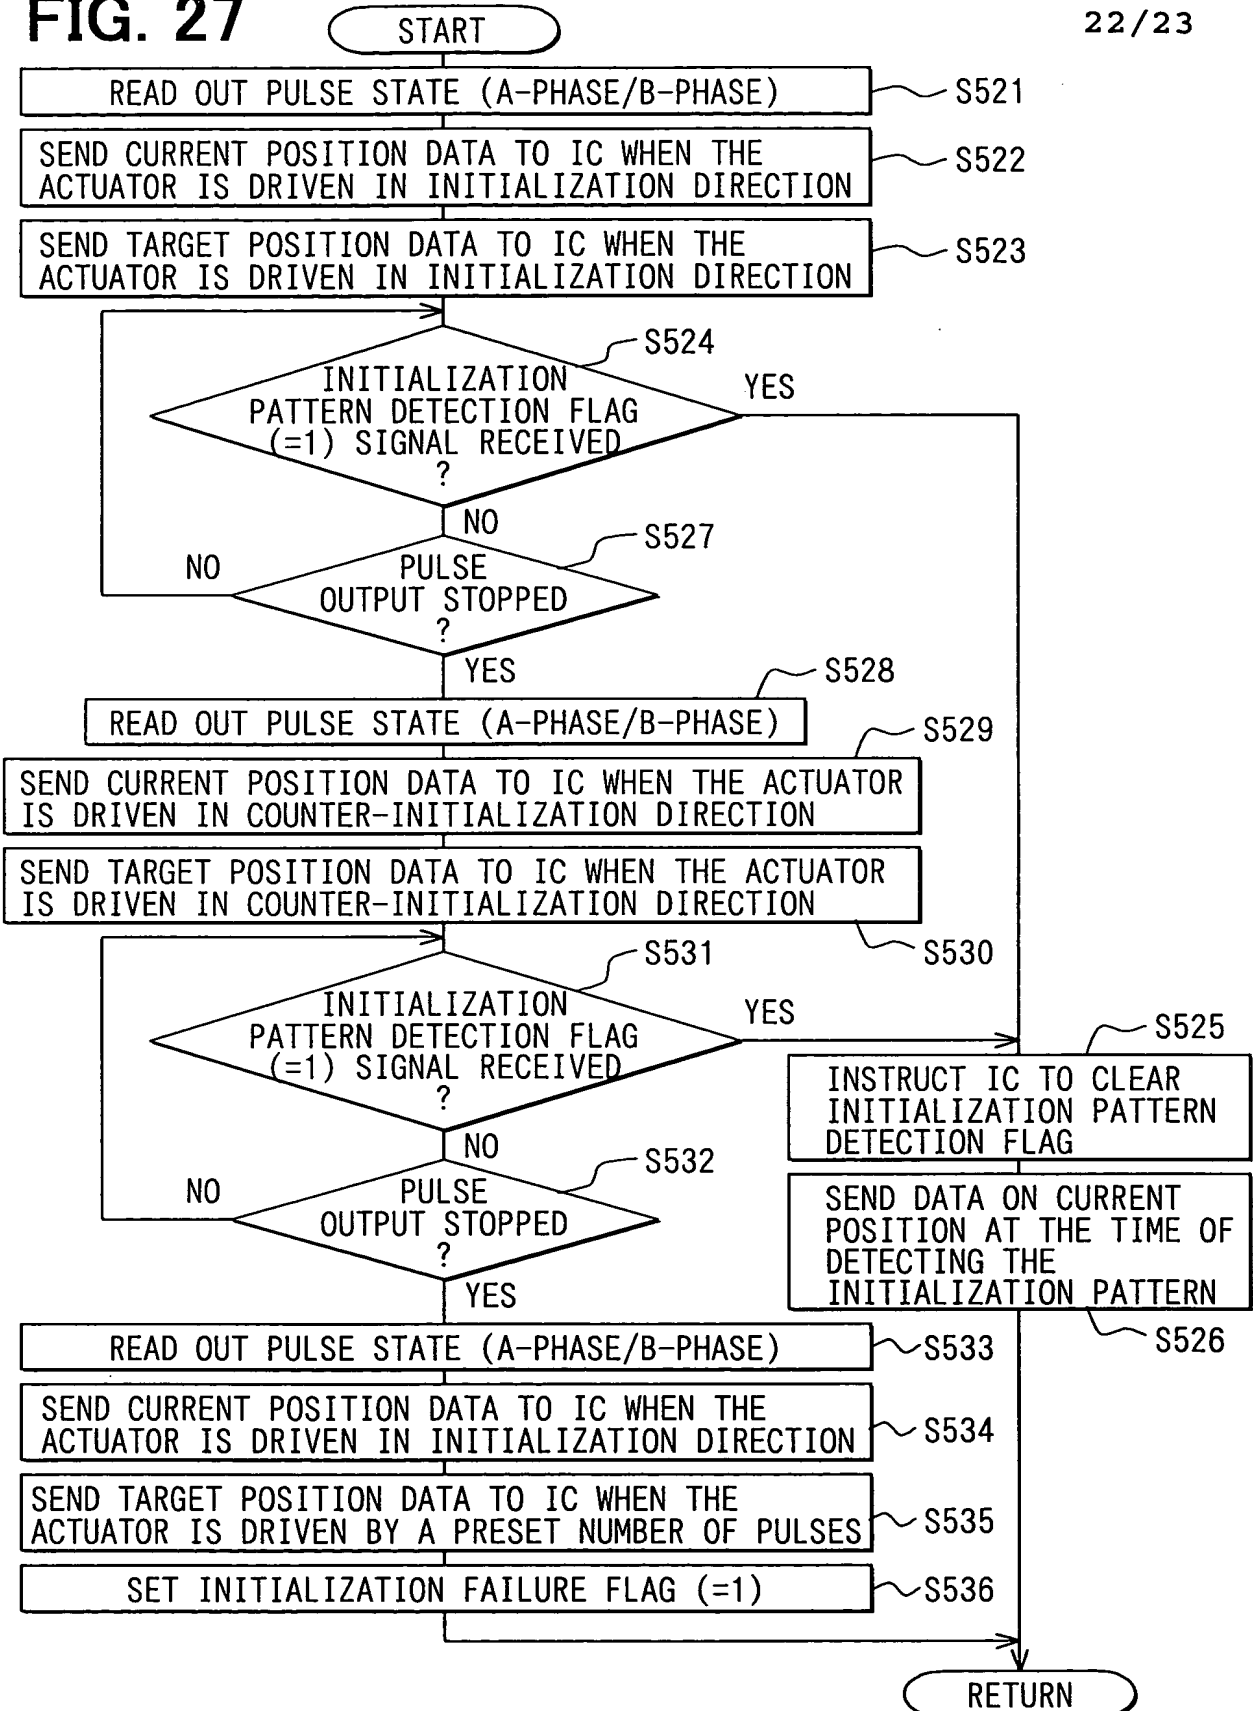 FIG. 27
22/23
START
READ OUT PULSE STATE (A-PHASE/B-PHASE)
S521
SEND CURRENT POSITION DATA TO IC WHEN THE
ACTUATOR IS DRIVEN IN INITIALIZATION DIRECTION
S522
SEND TARGET POSITION DATA TO IC WHEN THE
ACTUATOR IS DRIVEN IN INITIALIZATION DIRECTION
S523
S524
INITIALIZATION
PATTERN DETECTION FLAG
(=1) SIGNAL RECEIVED
?
YES
NO
S527
PULSE
OUTPUT STOPPED
?
NO
YES
S528
READ OUT PULSE STATE (A-PHASE/B-PHASE)
S529
SEND CURRENT POSITION DATA TO IC WHEN THE ACTUATOR
IS DRIVEN IN COUNTER-INITIALIZATION DIRECTION
SEND TARGET POSITION DATA TO IC WHEN THE ACTUATOR
IS DRIVEN IN COUNTER-INITIALIZATION DIRECTION
S530
S531
INITIALIZATION
PATTERN DETECTION FLAG
(=1) SIGNAL RECEIVED
?
YES
NO
S532
PULSE
OUTPUT STOPPED
?
NO
YES
S525
INSTRUCT IC TO CLEAR
INITIALIZATION PATTERN
DETECTION FLAG
SEND DATA ON CURRENT
POSITION AT THE TIME OF
DETECTING THE
INITIALIZATION PATTERN
S526
READ OUT PULSE STATE (A-PHASE/B-PHASE)
S533
SEND CURRENT POSITION DATA TO IC WHEN THE
ACTUATOR IS DRIVEN IN INITIALIZATION DIRECTION
S534
SEND TARGET POSITION DATA TO IC WHEN THE
ACTUATOR IS DRIVEN BY A PRESET NUMBER OF PULSES
S535
SET INITIALIZATION FAILURE FLAG (=1)
S536
RETURN